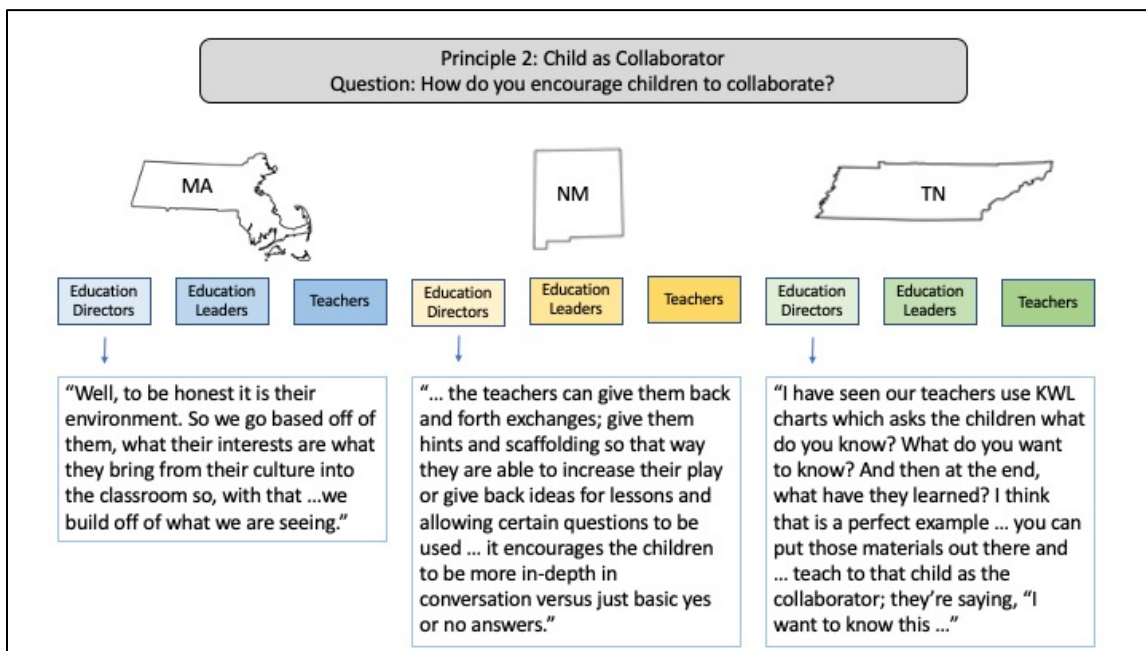 Principle 2: Child as Collaborator
Question: How do you encourage children to collaborate?
MA
NM
TN
Education
Directors
Education
Leaders
Teachers
Education
Directors
Education
Leaders
Teachers
Education
Directors
Education
Leaders
Teachers
“Well, to be honest it is their
environment. So we go based off of
them, what their interests are what
they bring from their culture into
the classroom so, with that ...we
build off of what we are seeing.”
“... the teachers can give them back
and forth exchanges; give them
hints and scaffolding so that way
they are able to increase their play
or give back ideas for lessons and
allowing certain questions to be
used ... it encourages the children
to be more in-depth in
conversation versus just basic yes
or no answers.”
“I have seen our teachers use KWL
charts which asks the children what
do you know? What do you want
to know? And then at the end,
what have they learned? I think
that is a perfect example ... you can
put those materials out there and
... teach to that child as the
collaborator; they’re saying, “I
want to know this ...”